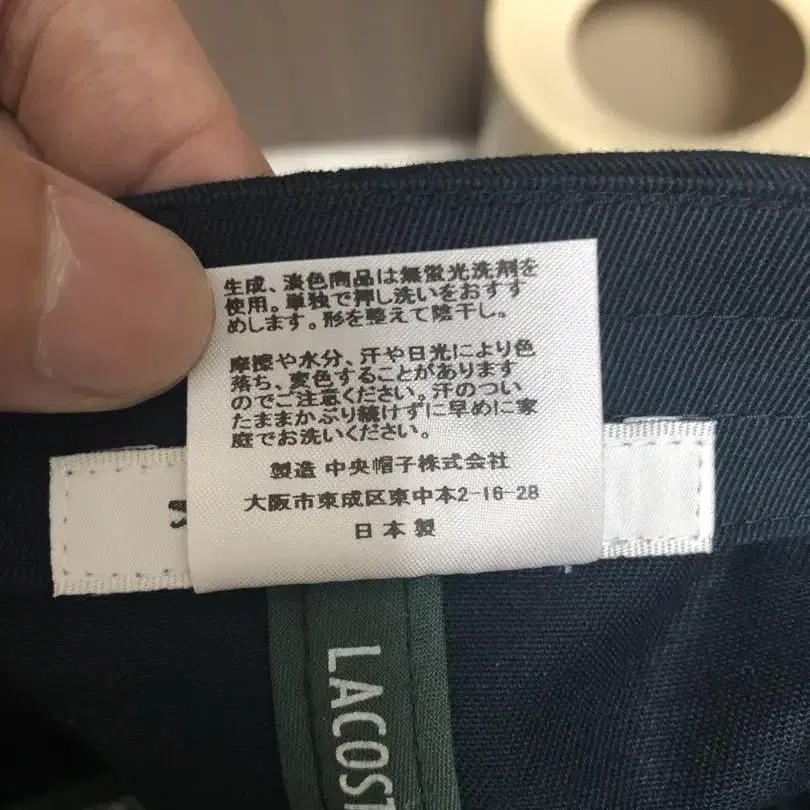 生成、淡色商品は無蛍光洗剤を
使用。単独で押し洗いをおすす
めします。形を整えて陰干し。
摩擦や水分、汗や日光により色
落ち、変色することがあります
のでご注意ください。汗のつい
たままかぶり続けずに早めに家
庭でお洗いください。
製造 中央帽子株式会社
大阪市東成区東中本2-16-28
日本製
LACOST